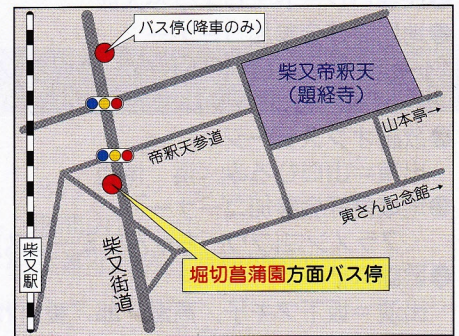 バス停(降車のみ)
柴又帝釈天
(題経寺)
山本亭→
帝釈天参道
寅さん記念館→
柴又駅
柴又街道
堀切菖蒲園方面バス停